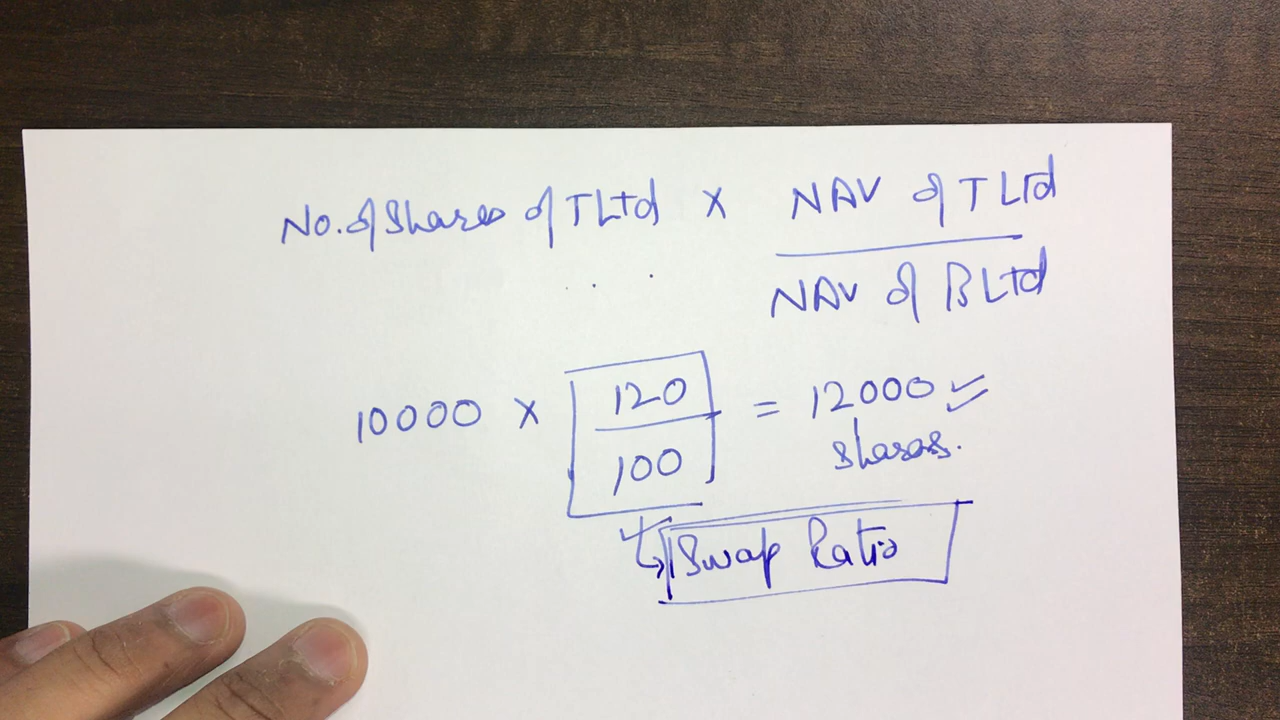 No. of Shares of T Ltd X NAV of T Ltd
NAV of B Ltd
10000 X 120 = 12000
100
shares.
Swap Ratio